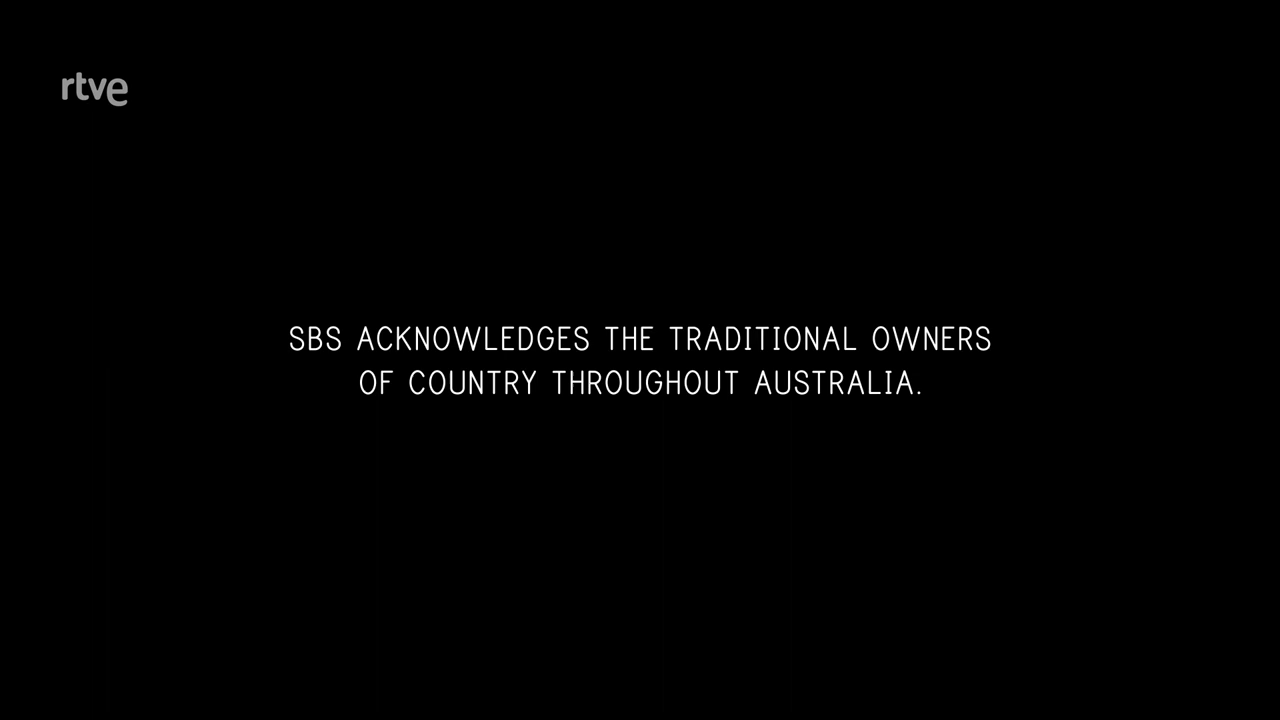 rtve
SBS ACKNOWLEDGES THE TRADITIONAL OWNERS
OF COUNTRY THROUGHOUT AUSTRALIA.